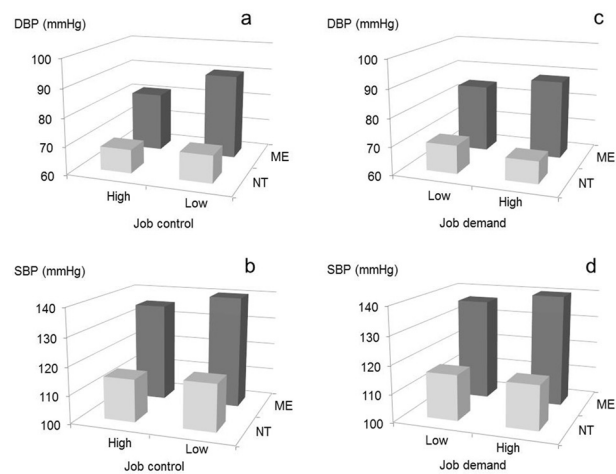 DBP (mmHg)
a
100
90
80
70
60
High
Low
ME
NT
Job control
DBP (mmHg)
c
100
90
80
70
60
Low
High
ME
NT
Job demand
SBP (mmHg)
b
140
130
120
110
100
High
Low
ME
NT
Job control
SBP (mmHg)
d
140
130
120
110
100
Low
High
ME
NT
Job demand